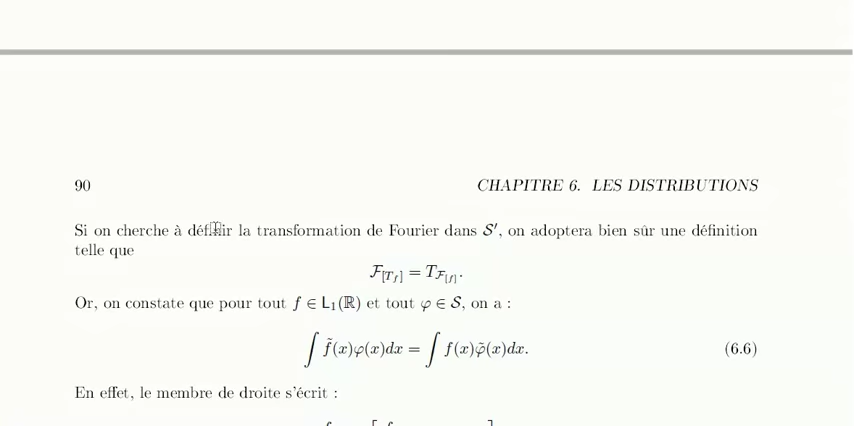 90 CHAPITRE 6. LES DISTRIBUTIONS
Si on cherche à définir la transformation de Fourier dans 𝒮′, on adoptera bien sûr une définition
telle que
ℱ[T_f] = T_ℱ[f].
Or, on constate que pour tout f ∈ L₁(ℝ) et tout φ ∈ 𝒮, on a :
∫ f̃(x)φ(x)dx = ∫ f(x)φ̃(x)dx. (6.6)
En effet, le membre de droite s'écrit :